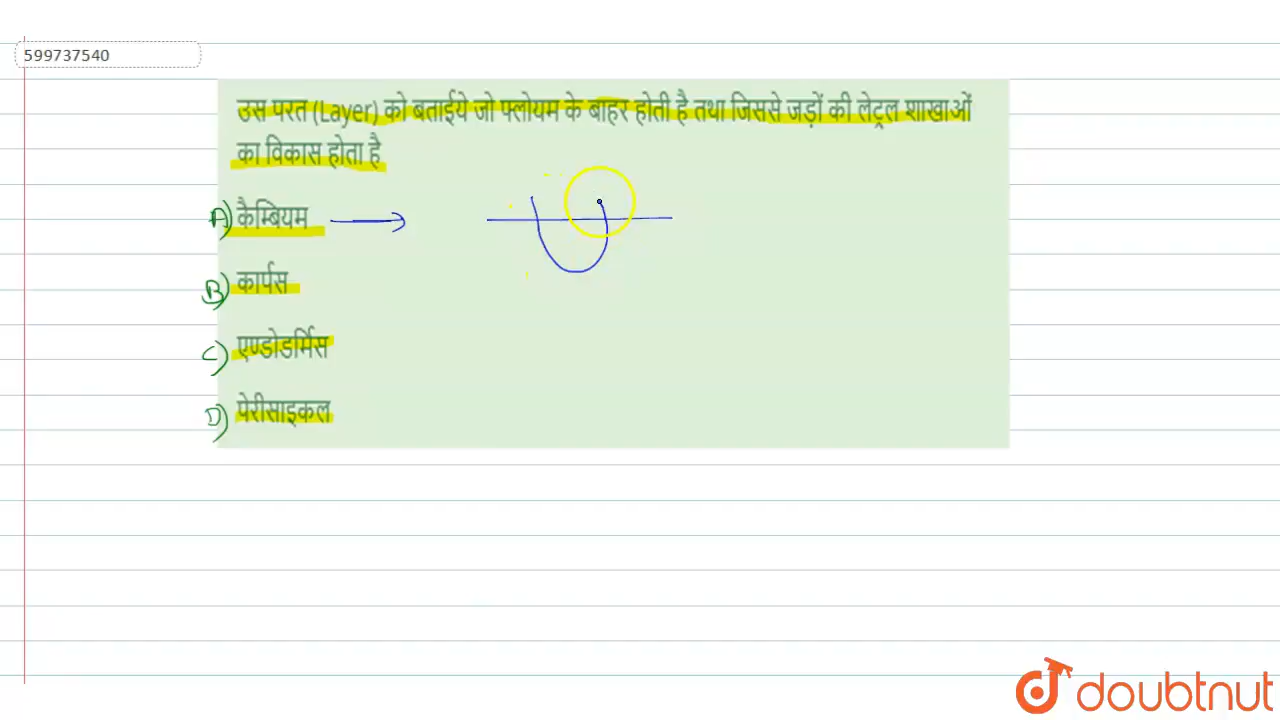 599737540
उस परत (Layer) को बताईये जो फ्लोयम के बाहर होती है तथा जिससे जड़ों की लेट्रल शाखाओं
का विकास होता है
A) कैम्बियम
B) कार्पस
C) एण्डोडर्मिस
D) पेरीसाइकल
doubtnut